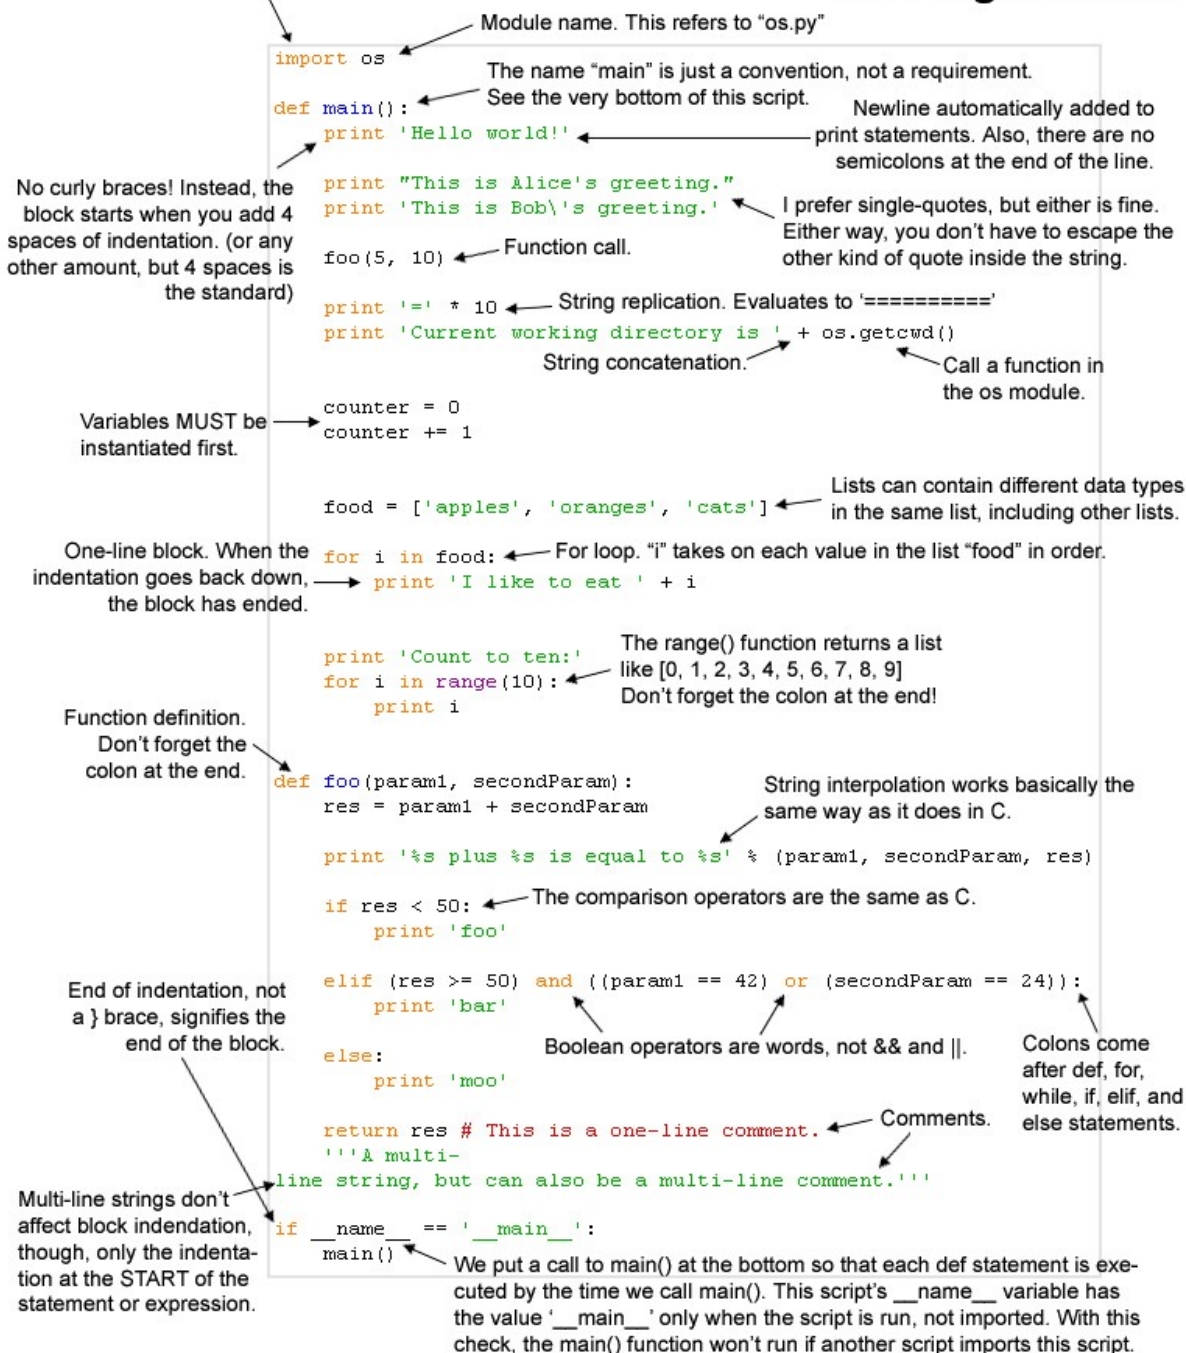 Module name. This refers to “os.py”
import os
The name “main” is just a convention, not a requirement.
See the very bottom of this script.
def main():
Newline automatically added to
print statements. Also, there are no
semicolons at the end of the line.
print 'Hello world!'
No curly braces! Instead, the
block starts when you add 4
spaces of indentation. (or any
other amount, but 4 spaces is
the standard)
print "This is Alice's greeting."
print 'This is Bob\'s greeting.'
I prefer single-quotes, but either is fine.
Either way, you don’t have to escape the
other kind of quote inside the string.
foo(5, 10)
Function call.
print '=' * 10
String replication. Evaluates to ‘==========’
print 'Current working directory is ' + os.getcwd()
String concatenation.
Call a function in
the os module.
Variables MUST be
instantiated first.
counter = 0
counter += 1
food = ['apples', 'oranges', 'cats']
Lists can contain different data types
in the same list, including other lists.
One-line block. When the
indentation goes back down,
the block has ended.
for i in food:
For loop. “i” takes on each value in the list “food” in order.
print 'I like to eat ' + i
print 'Count to ten:'
for i in range(10):
print i
The range() function returns a list
like [0, 1, 2, 3, 4, 5, 6, 7, 8, 9]
Don’t forget the colon at the end!
Function definition.
Don’t forget the
colon at the end.
def foo(param1, secondParam):
res = param1 + secondParam
String interpolation works basically the
same way as it does in C.
print '%s plus %s is equal to %s' % (param1, secondParam, res)
if res < 50:
The comparison operators are the same as C.
print 'foo'
elif (res >= 50) and ((param1 == 42) or (secondParam == 24)):
print 'bar'
End of indentation, not
a } brace, signifies the
end of the block.
Boolean operators are words, not && and ||.
Colons come
after def, for,
while, if, elif, and
else statements.
else:
print 'moo'
return res # This is a one-line comment.
Comments.
'''A multi-
line string, but can also be a multi-line comment.'''
Multi-line strings don’t
affect block indendation,
though, only the indenta-
tion at the START of the
statement or expression.
if __name__ == '__main__':
main()
We put a call to main() at the bottom so that each def statement is exe-
cuted by the time we call main(). This script’s __name__ variable has
the value ‘__main__’ only when the script is run, not imported. With this
check, the main() function won’t run if another script imports this script.